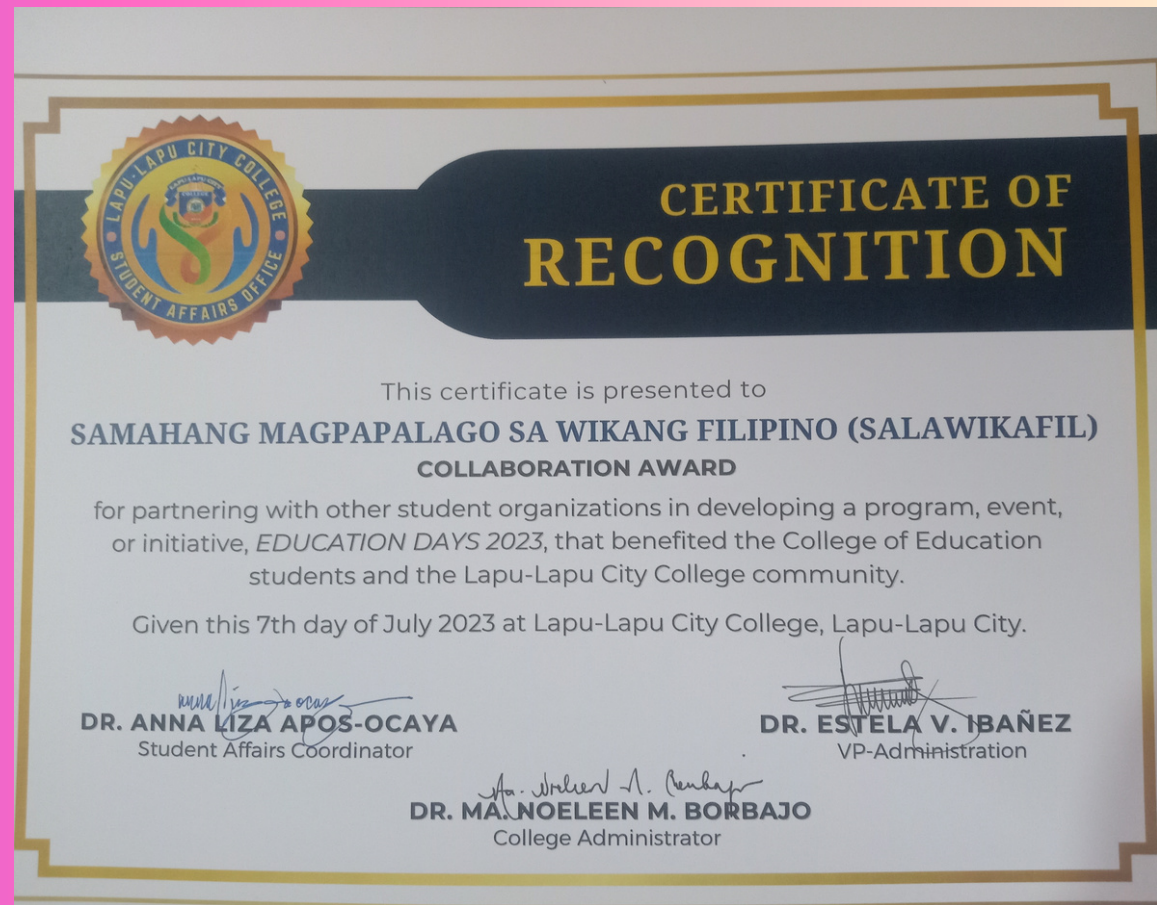 LAPU-LAPU CITY COLLEGE
LAPU-LAPU CITY
COLLEGE
STUDENT AFFAIRS OFFICE
CERTIFICATE OF
RECOGNITION
This certificate is presented to
SAMAHANG MAGPAPALAGO SA WIKANG FILIPINO (SALAWIKAFIL)
COLLABORATION AWARD
for partnering with other student organizations in developing a program, event,
or initiative, EDUCATION DAYS 2023, that benefited the College of Education
students and the Lapu-Lapu City College community.
Given this 7th day of July 2023 at Lapu-Lapu City College, Lapu-Lapu City.
DR. ANNA LIZA APOS-OCAYA
Student Affairs Coordinator
DR. ESTELA V. IBAÑEZ
VP-Administration
DR. MA. NOELEEN M. BORBAJO
College Administrator